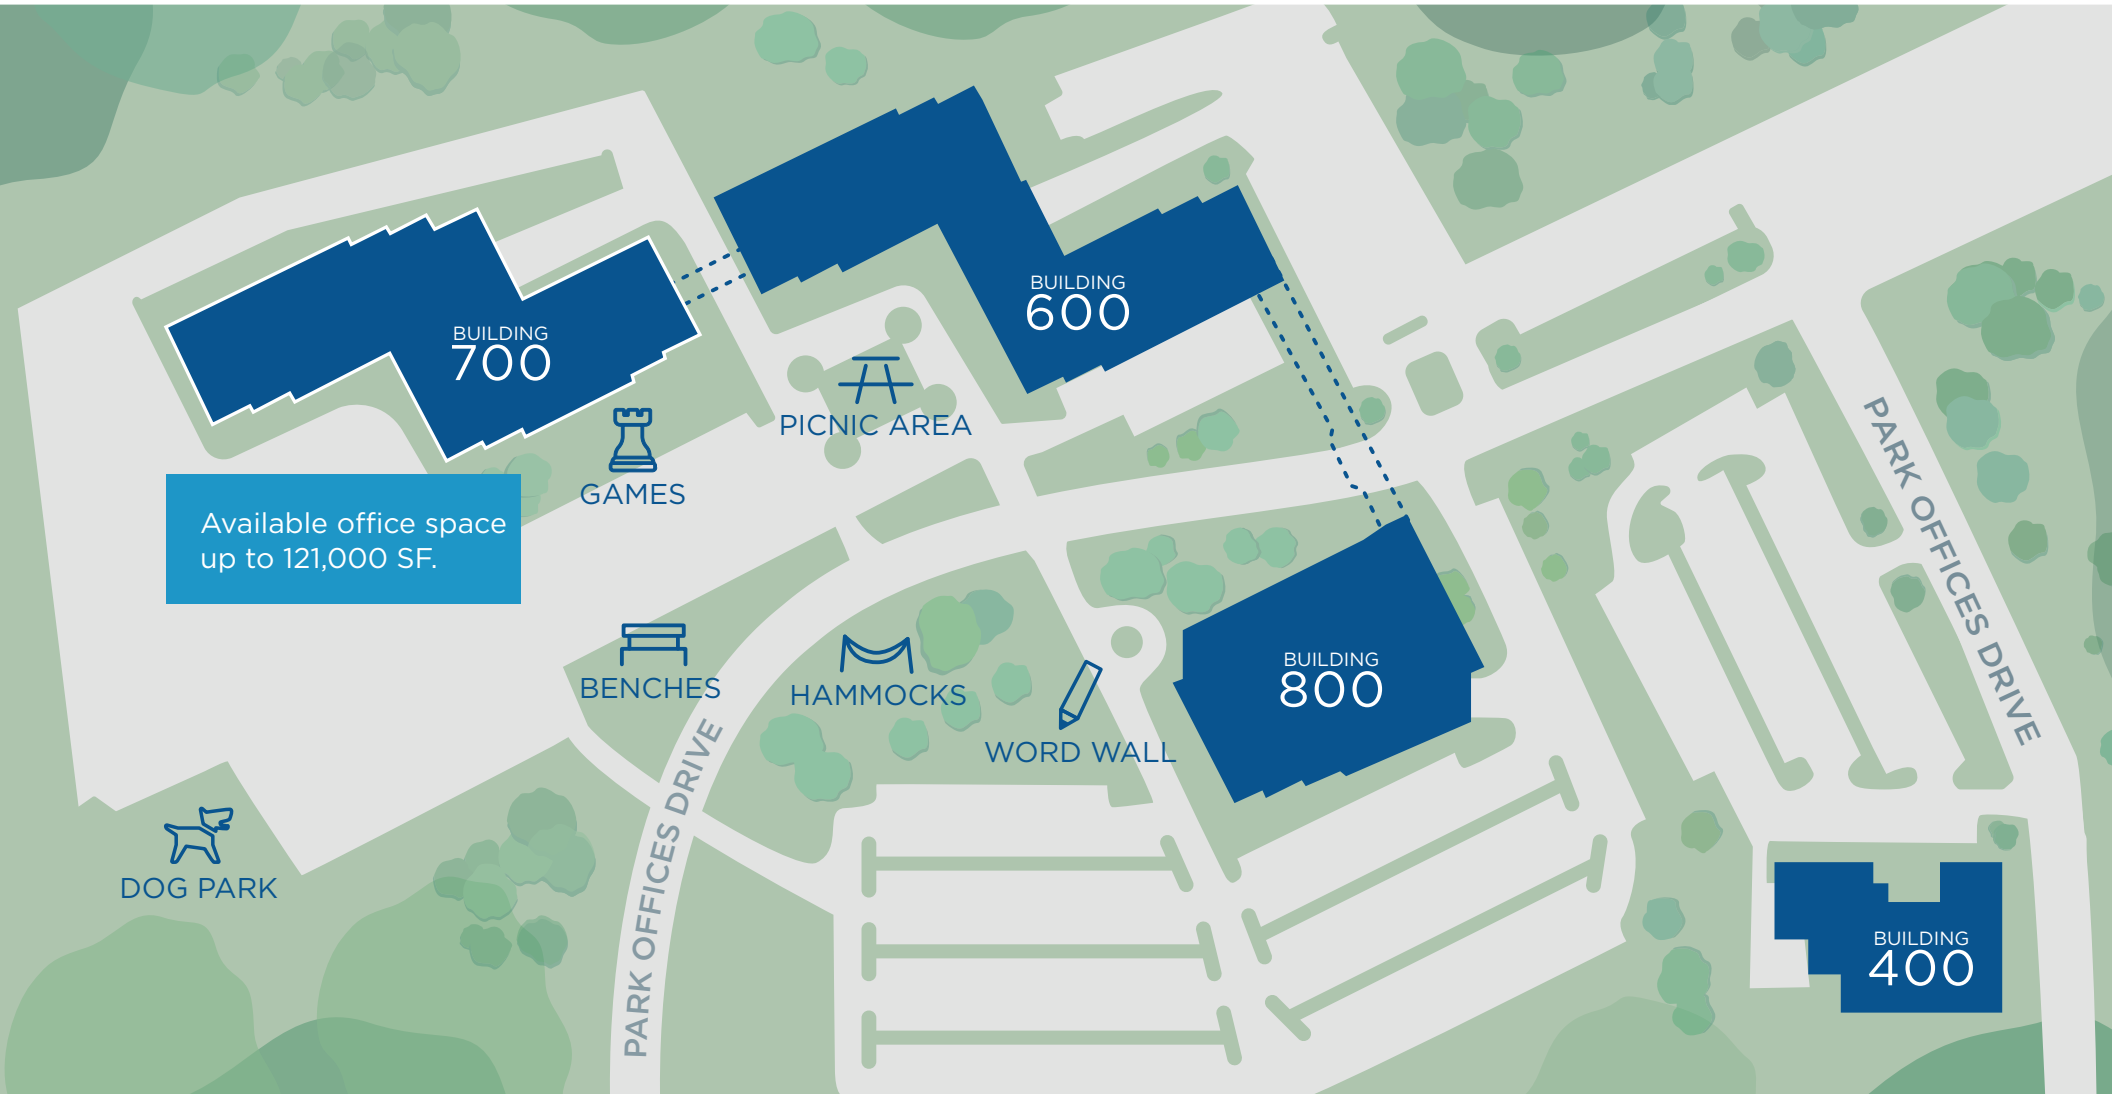 BUILDING
600
BUILDING
700
PICNIC AREA
GAMES
Available office space
up to 121,000 SF.
PARK OFFICES DRIVE
BENCHES
HAMMOCKS
WORD WALL
BUILDING
800
PARK OFFICES DRIVE
DOG PARK
BUILDING
400